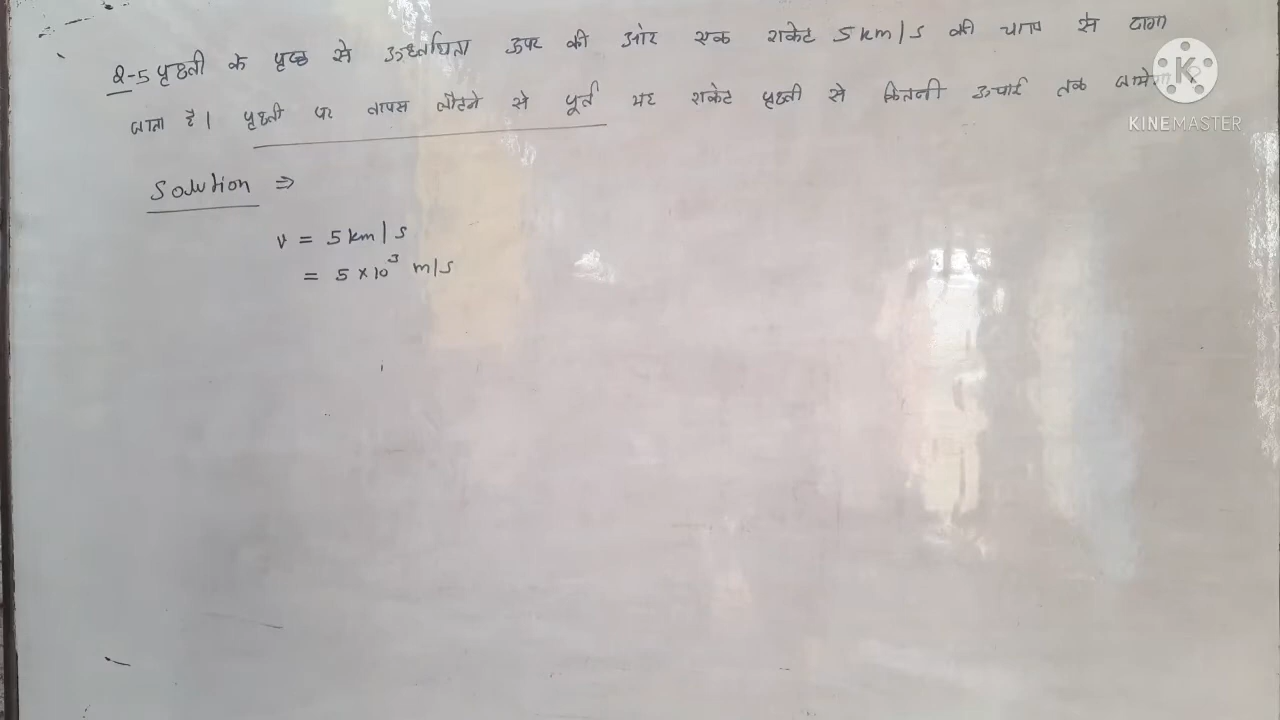 Q-5 पृथ्वी के पृष्ठ से ऊर्ध्वाधरतः ऊपर की ओर एक राकेट 5 km/s की चाल से दागा
जाता है। पृथ्वी पर वापस लौटने से पूर्व यह राकेट पृथ्वी से कितनी ऊंचाई तक जायेगा ?
KINEMASTER
Solution ⇒
v = 5 km/s
= 5 × 10³ m/s